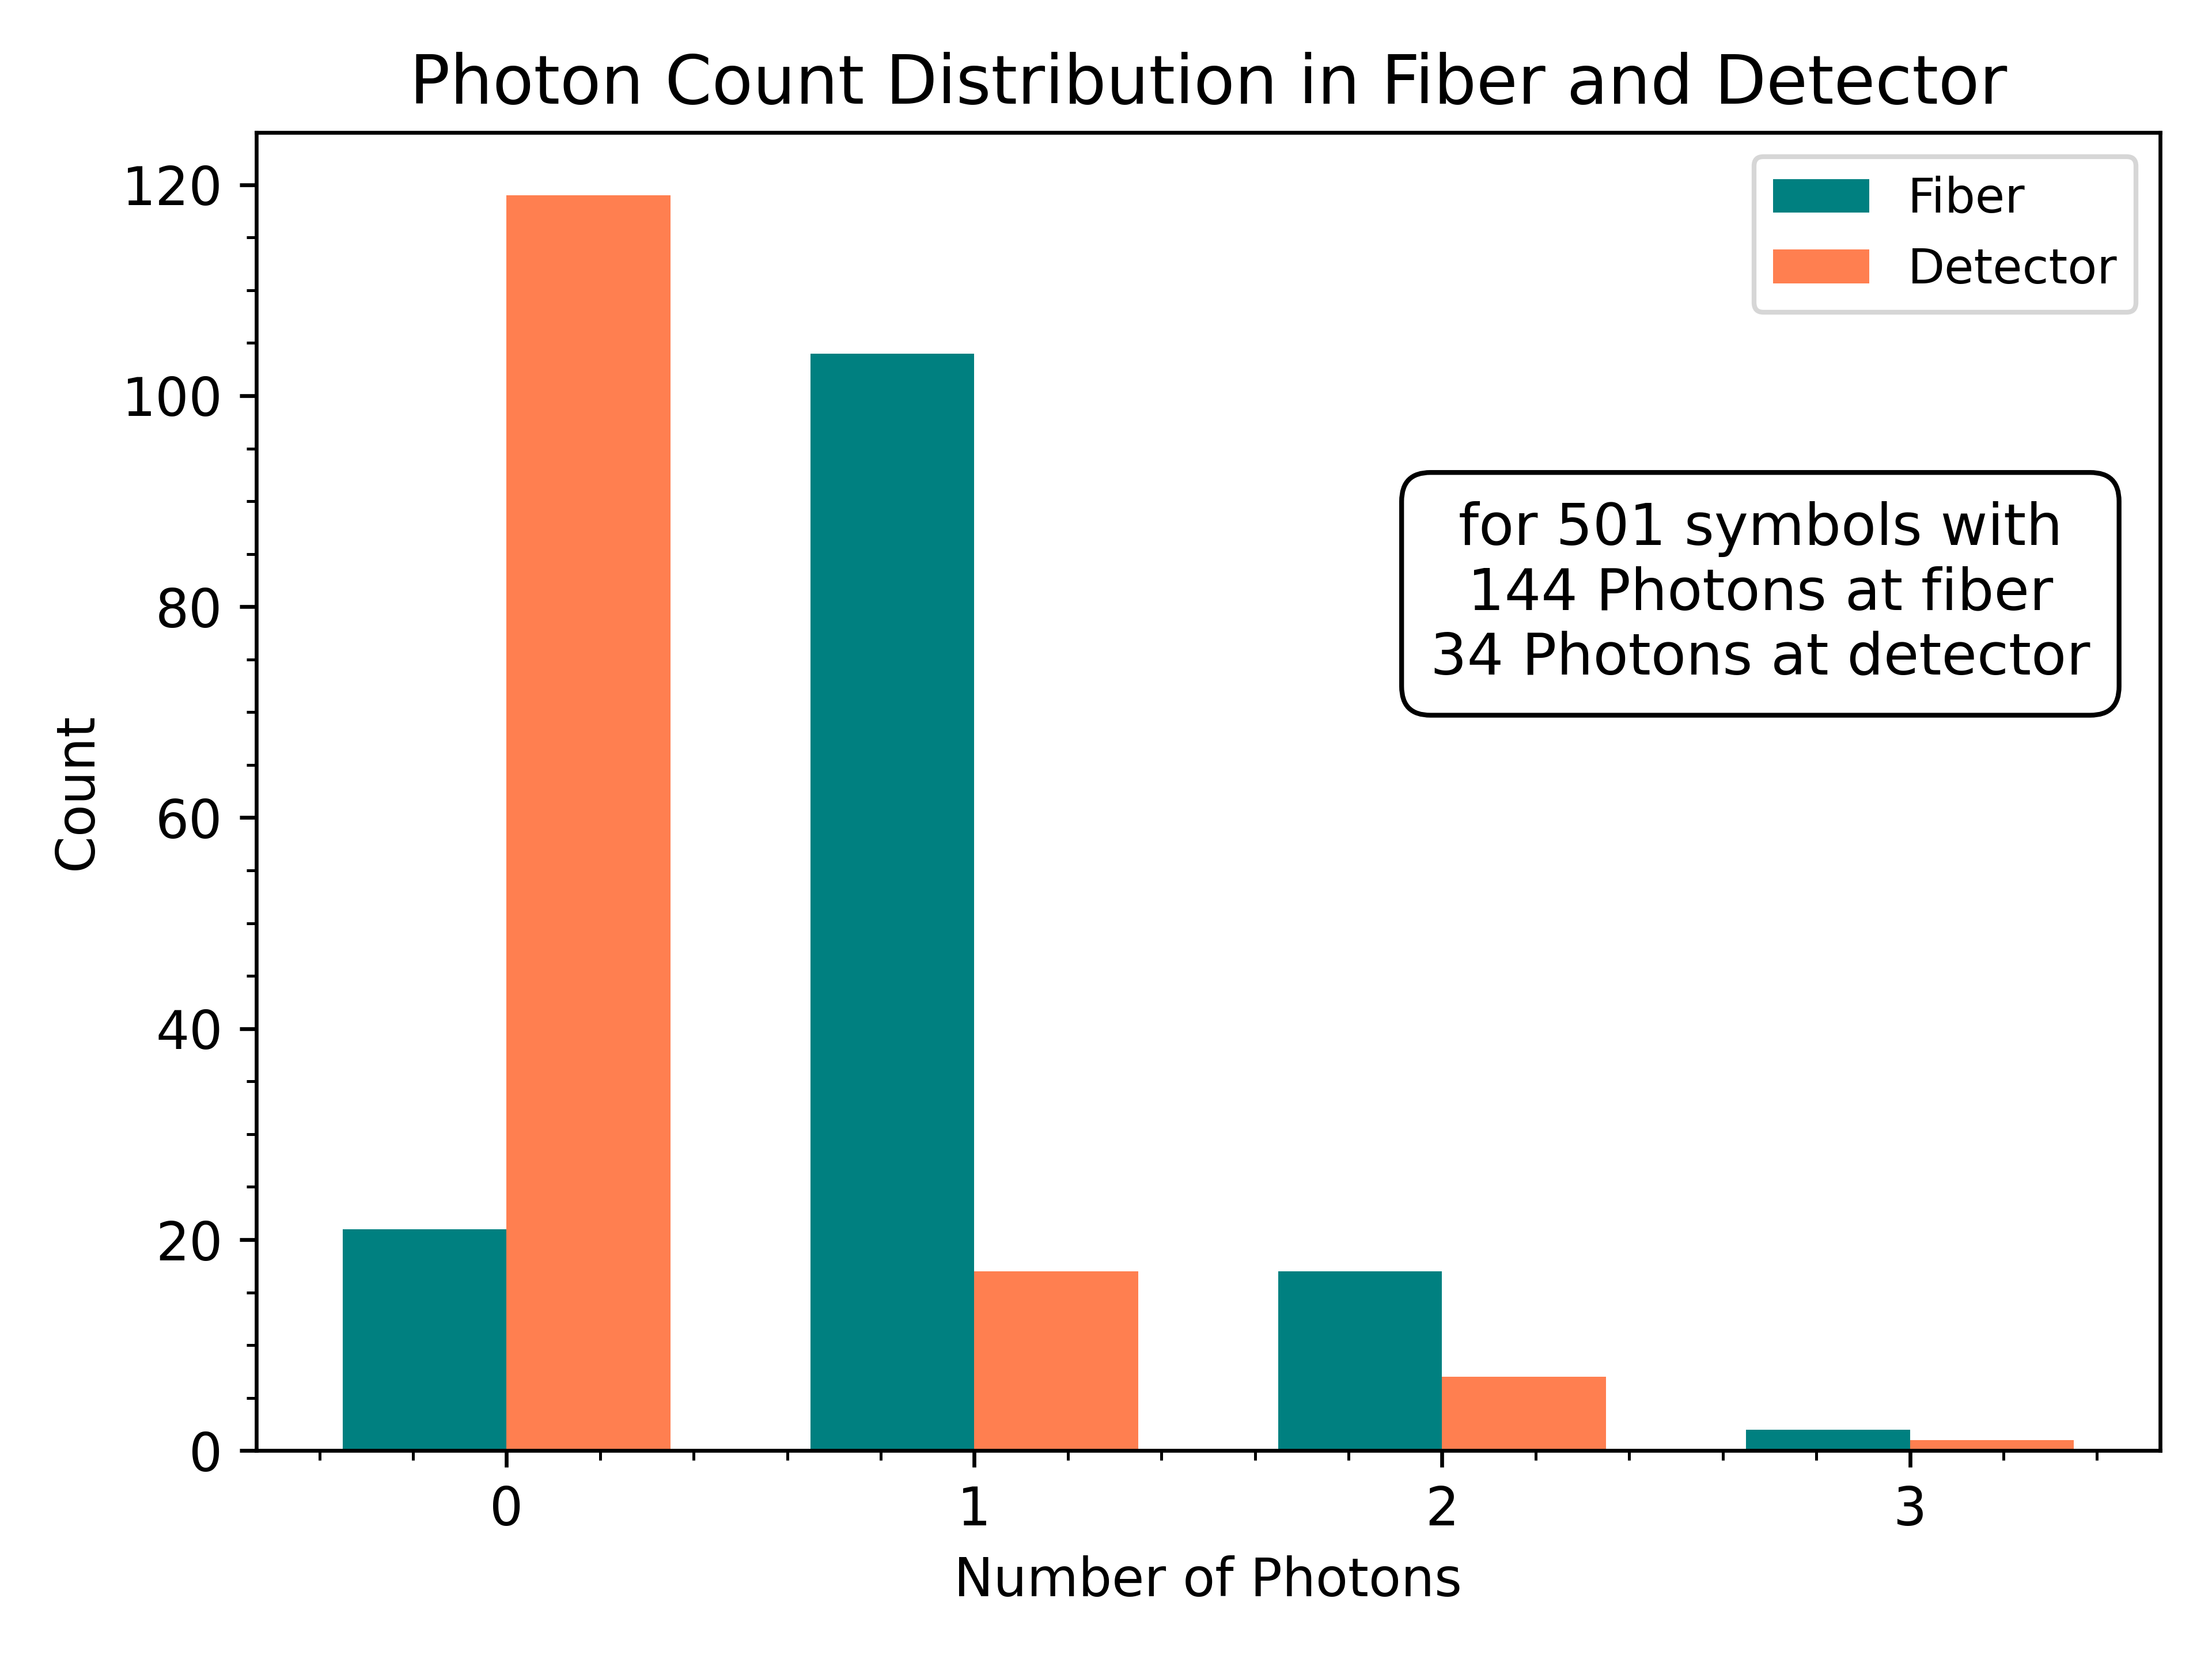 Photon Count Distribution in Fiber and Detector
Fiber
Detector
for 501 symbols with
144 Photons at fiber
34 Photons at detector
Count
120
100
80
60
40
20
0
0 1 2 3
Number of Photons